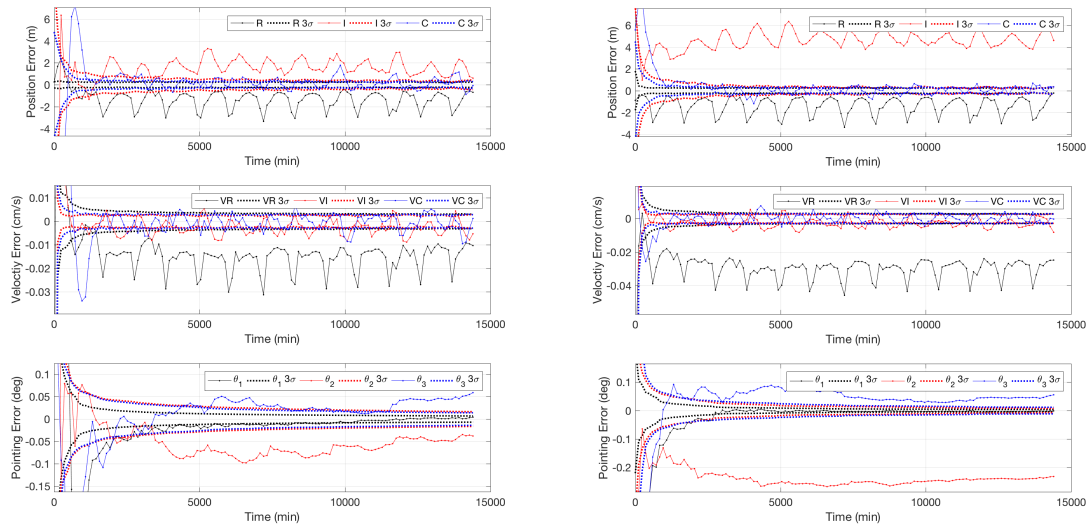 R R 3σ I I 3σ C C 3σ
Position Error (m)
6
4
2
0
-2
-4
0 5000 10000 15000
Time (min)
R R 3σ I I 3σ C C 3σ
Position Error (m)
6
4
2
0
-2
-4
0 5000 10000 15000
Time (min)
VR VR 3σ VI VI 3σ VC VC 3σ
Veloctiy Error (cm/s)
0.01
0
-0.01
-0.02
-0.03
0 5000 10000 15000
Time (min)
VR VR 3σ VI VI 3σ VC VC 3σ
Veloctiy Error (cm/s)
0
-0.02
-0.04
0 5000 10000 15000
Time (min)
θ1 θ1 3σ θ2 θ2 3σ θ3 θ3 3σ
Pointing Error (deg)
0.1
0.05
0
-0.05
-0.1
-0.15
0 5000 10000 15000
Time (min)
θ1 θ1 3σ θ2 θ2 3σ θ3 θ3 3σ
Pointing Error (deg)
0.1
0
-0.1
-0.2
0 5000 10000 15000
Time (min)